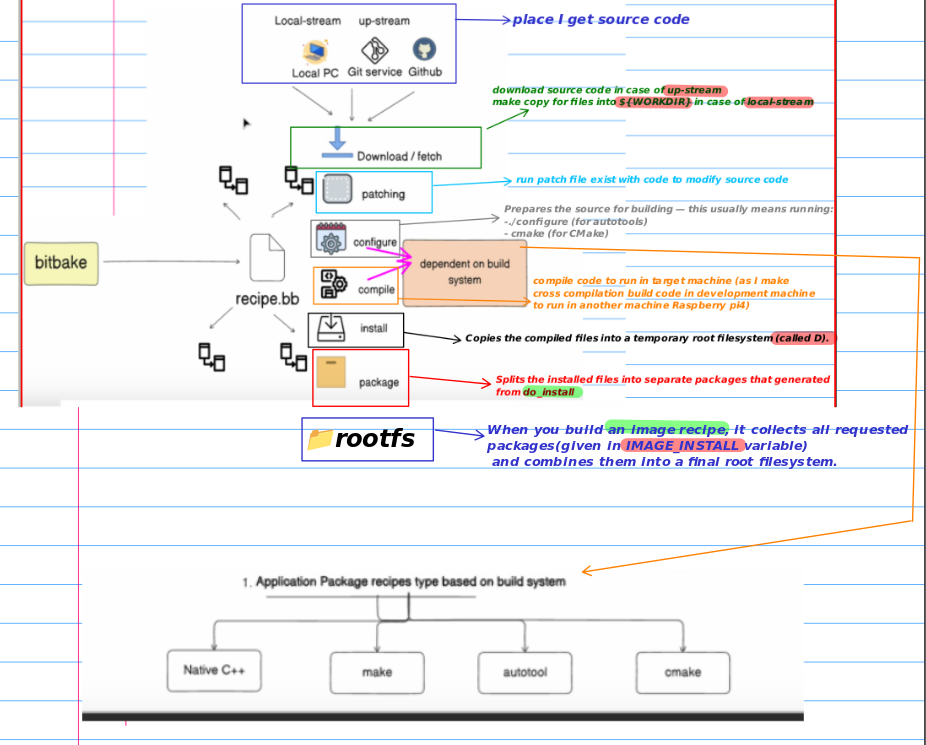 Local-stream up-stream
place I get source code
Local PC Git service Github
download source code in case of up-stream
make copy for files into ${WORKDIR} in case of local-stream
Download / fetch
patching
run patch file exist with code to modify source code
Prepares the source for building — this usually means running:
-./configure (for autotools)
- cmake (for CMake)
configure
bitbake
dependent on build
system
compile
compile code to run in target machine (as I make
cross compilation build code in development machine
to run in another machine Raspberry pi4)
recipe.bb
install
Copies the compiled files into a temporary root filesystem (called D).
package
Splits the installed files into separate packages that generated
from do_install
rootfs
When you build an image recipe, it collects all requested
packages(given in IMAGE_INSTALL variable)
and combines them into a final root filesystem.
1. Application Package recipes type based on build system
Native C++
make
autotool
cmake